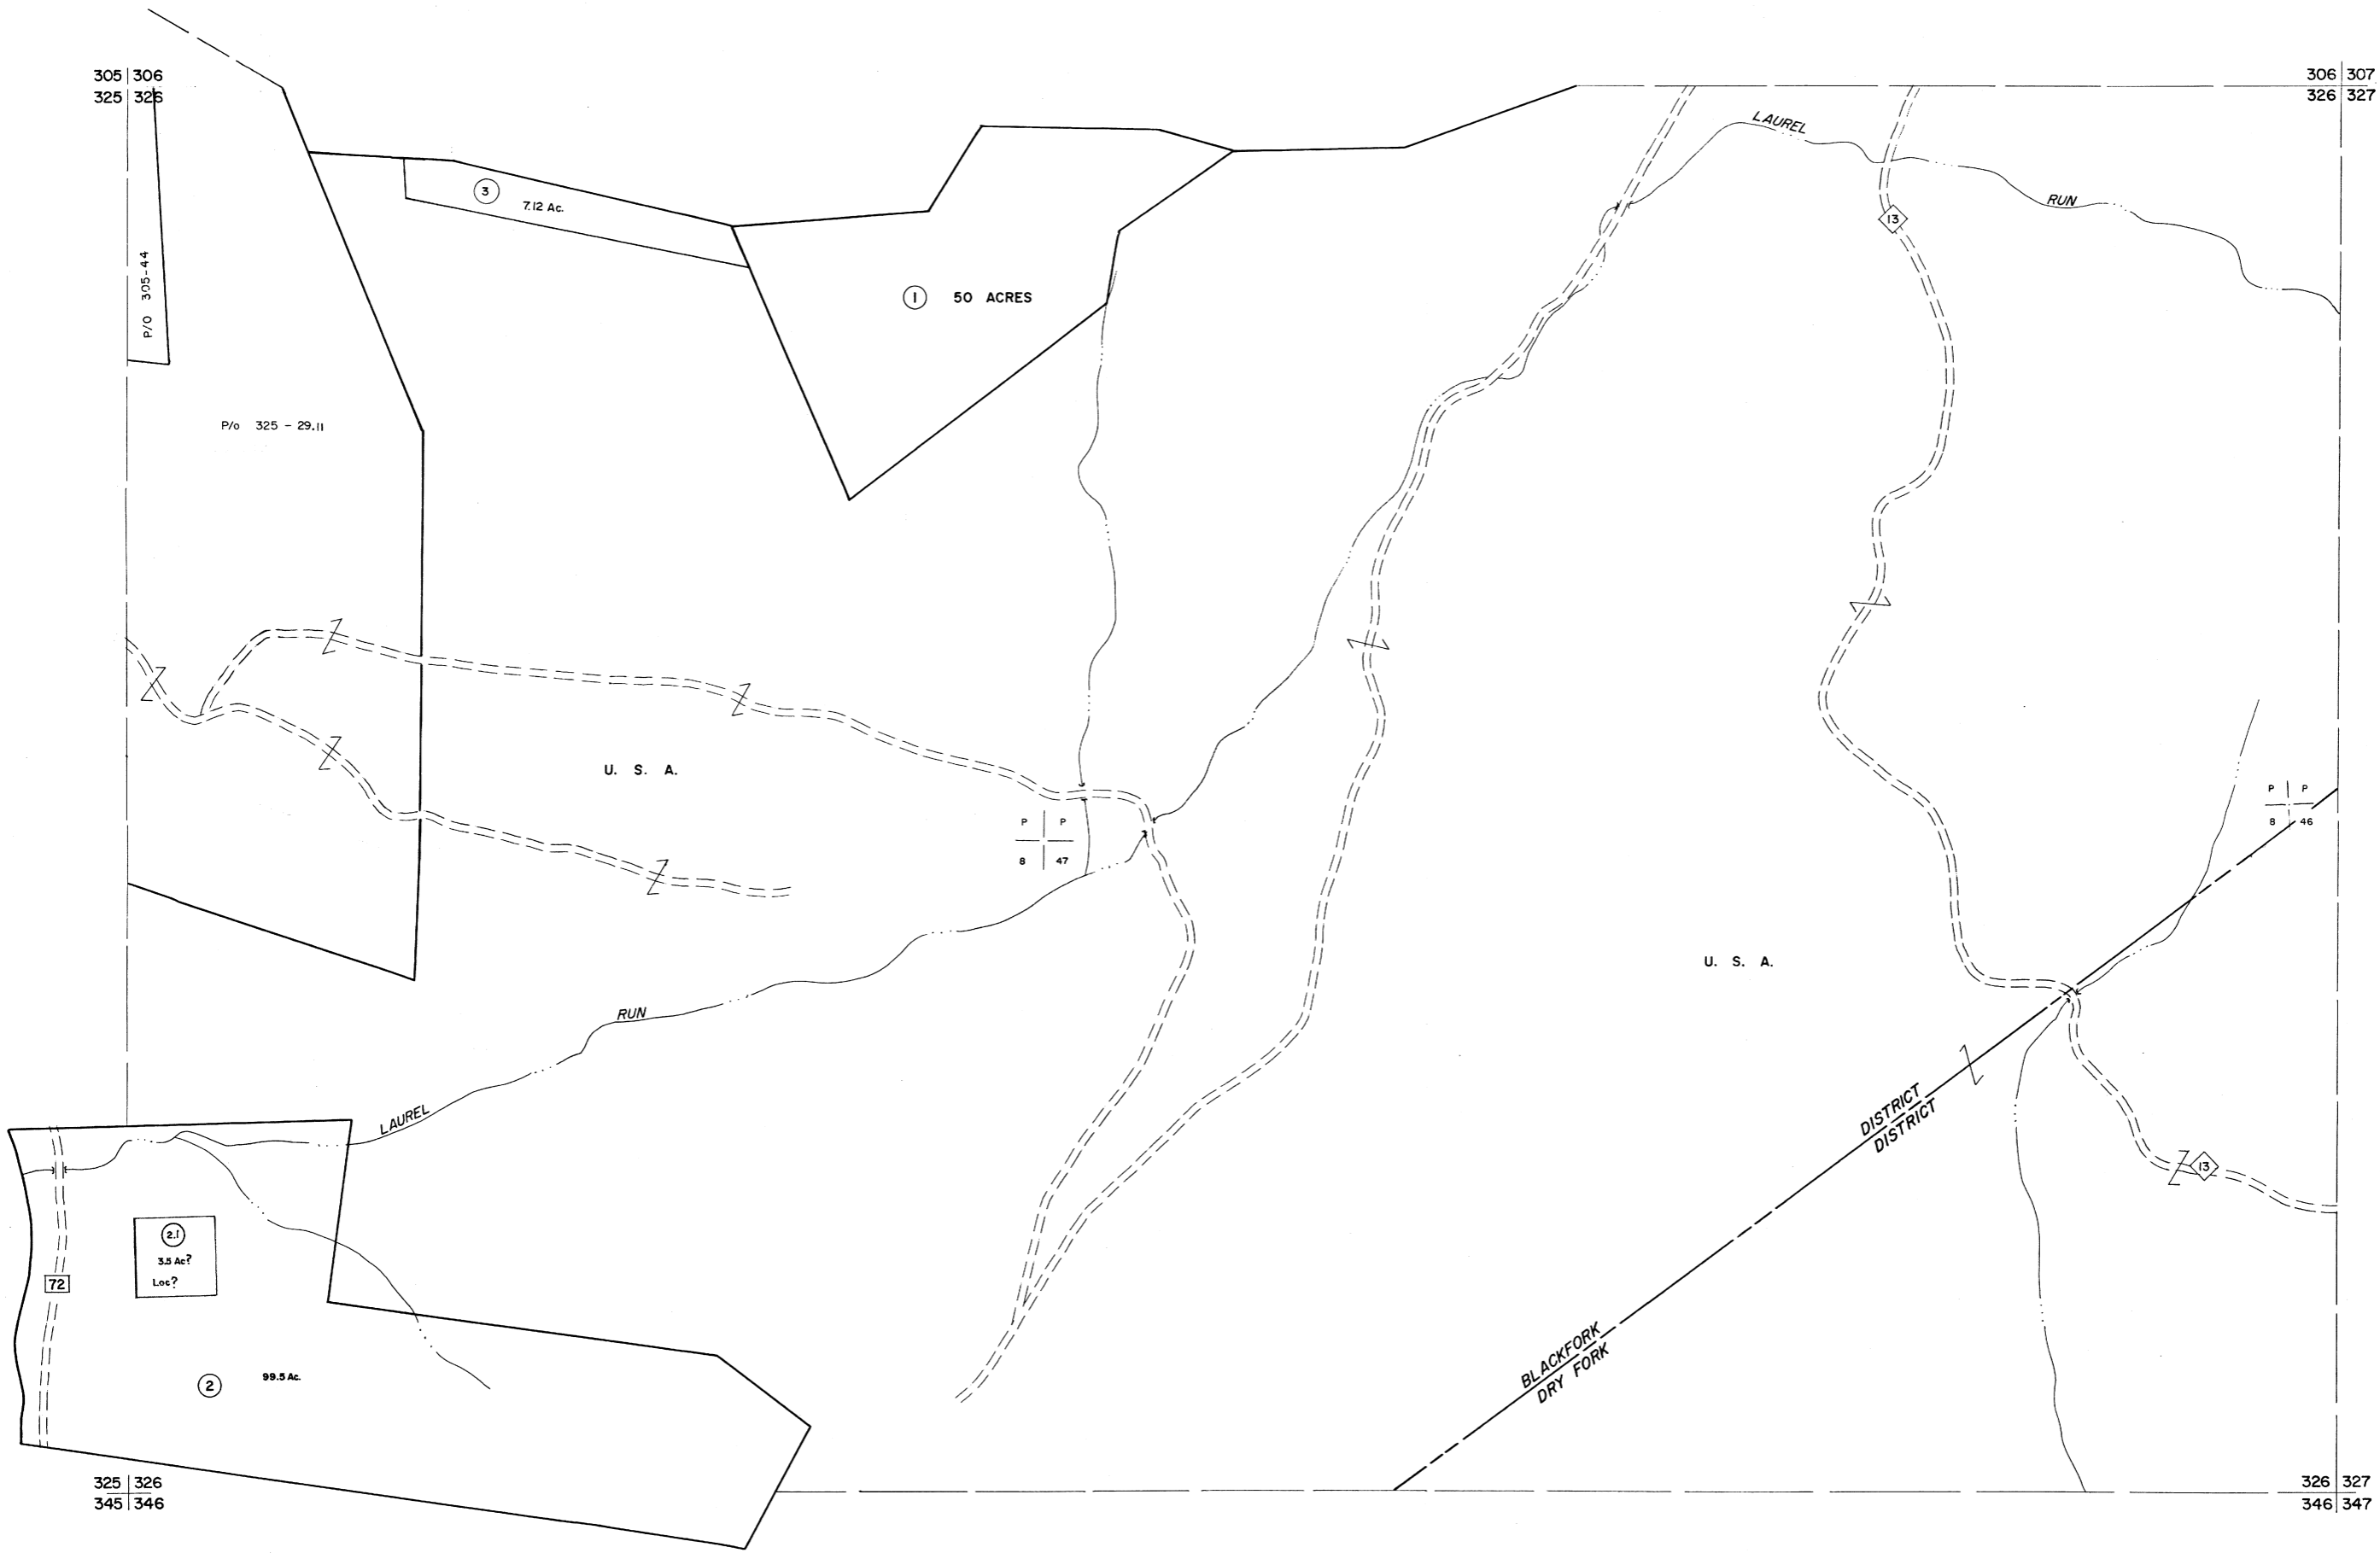 305 306
325 326
306 307
326 327
LAUREL
RUN
3
7.12 Ac.
13
P/O 305-44
1 50 ACRES
P/o 325 - 29.11
U. S. A.
P P
8 47
P P
8 46
U. S. A.
RUN
LAUREL
DISTRICT
DISTRICT
13
2.1
3.5 Ac?
Loc?
72
BLACKFORK
DRY FORK
2
99.5 Ac.
325 326
345 346
326 327
346 347